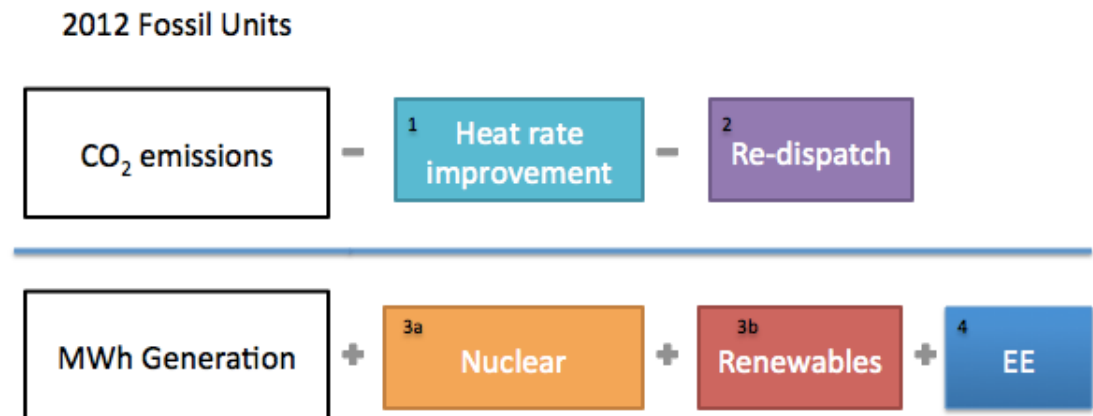 2012 Fossil Units
CO₂ emissions
−
1
Heat rate
improvement
−
2
Re-dispatch
MWh Generation
+
3a
Nuclear
+
3b
Renewables
+
4
EE